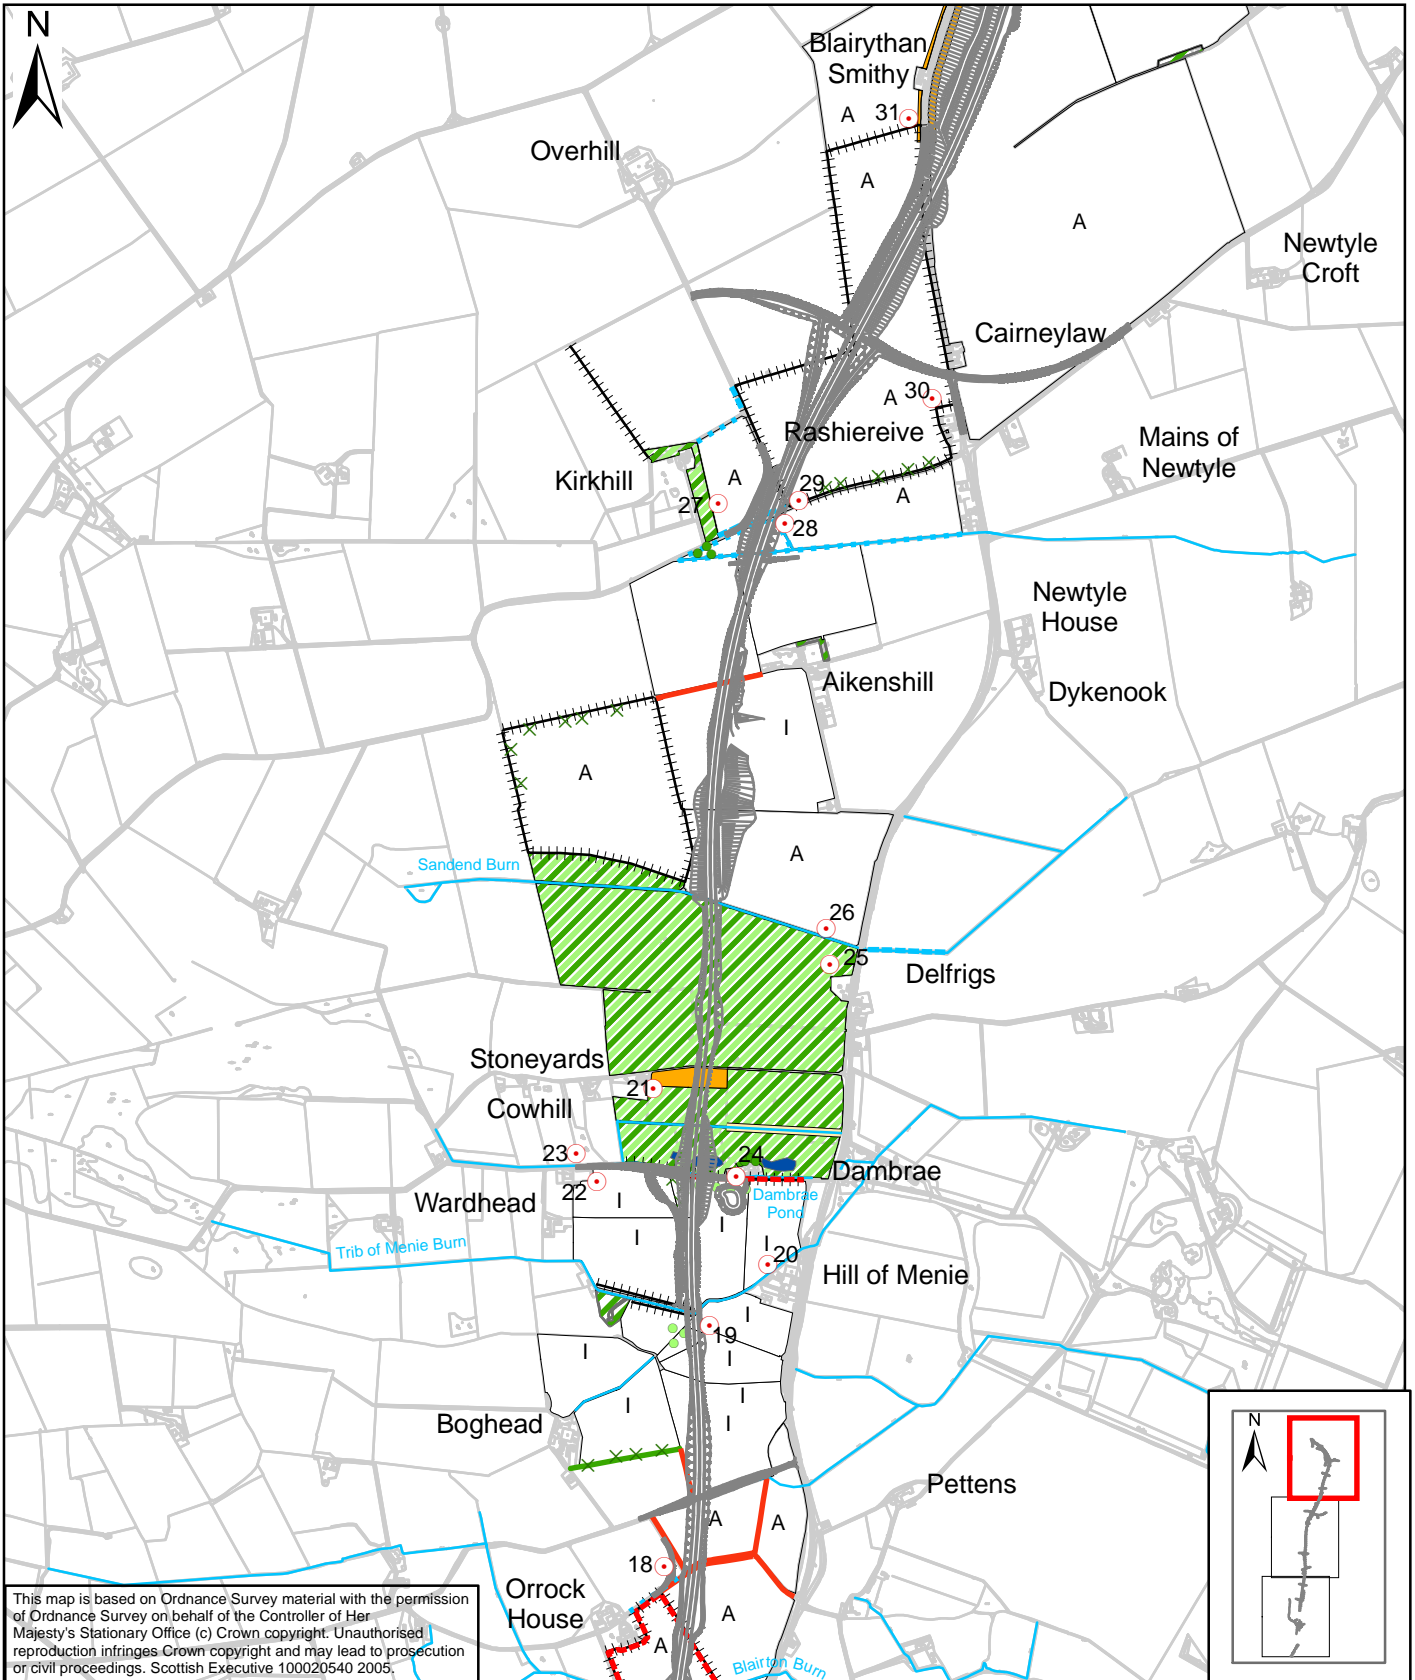 N
Blairythan
Smithy
A
31
Overhill
A
A
Newtyle
Croft
Cairneylaw
A
30
Rashiereive
Mains of
Newtyle
Kirkhill
A
29
A
27
28
Newtyle
House
Aikenshill
Dykenook
I
A
A
Sandend Burn
26
25
Delfrigs
Stoneyards
21
Cowhill
23
24
Dambrae
22
I
Wardhead
Dambrae
Pond
I
I
I
Trib of Menie Burn
20
Hill of Menie
I
19
I
I
I
I
I
Boghead
Pettens
A
A
18
Orrock
House
A
A
Blairton Burn
N
This map is based on Ordnance Survey material with the permission
of Ordnance Survey on behalf of the Controller of Her
Majesty's Stationary Office (c) Crown copyright. Unauthorised
reproduction infringes Crown copyright and may lead to prosecution
or civil proceedings. Scottish Executive 100020540 2005.